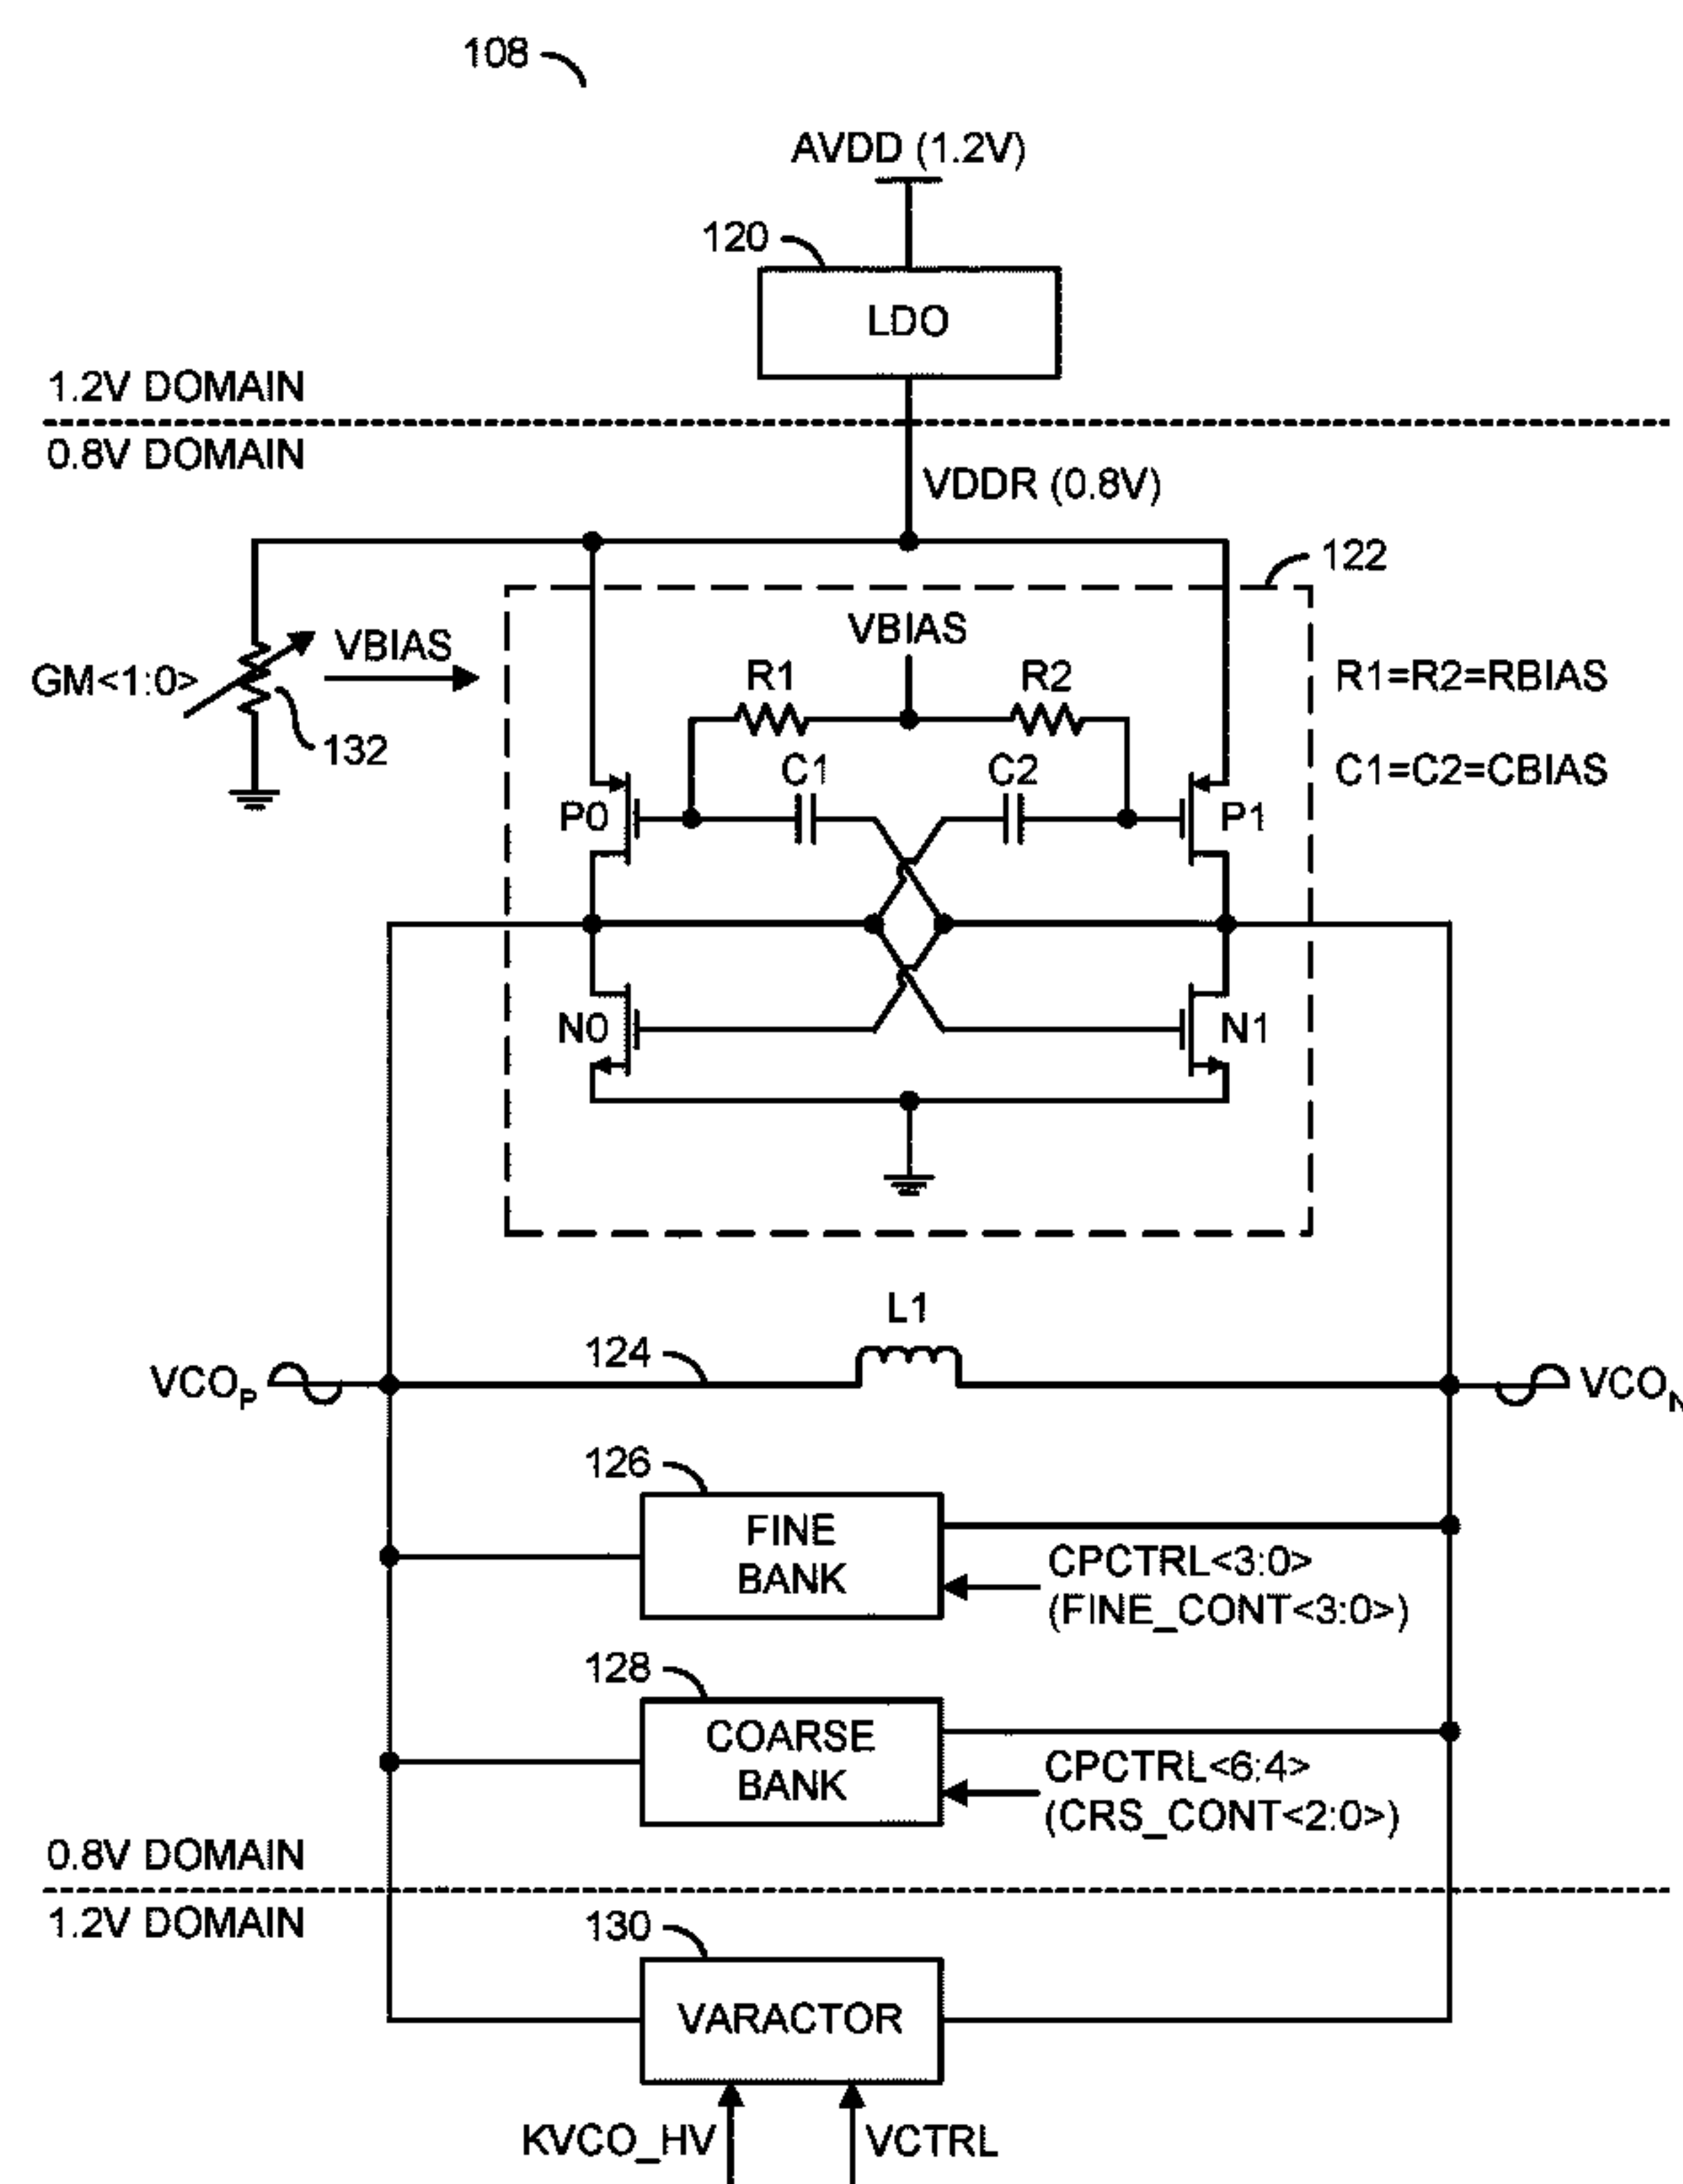 108
AVDD (1.2V)
120
LDO
1.2V DOMAIN
0.8V DOMAIN
VDDR (0.8V)
122
VBIAS
VBIAS
GM<1:0>
R1
R2
R1=R2=RBIAS
132
C1
C2
C1=C2=CBIAS
P0
P1
N0
N1
L1
124
VCOP
VCON
126
FINE
BANK
CPCTRL<3:0>
(FINE_CONT<3:0>)
128
COARSE
BANK
CPCTRL<6:4>
(CRS_CONT<2:0>)
0.8V DOMAIN
1.2V DOMAIN
130
VARACTOR
KVCO_HV
VCTRL